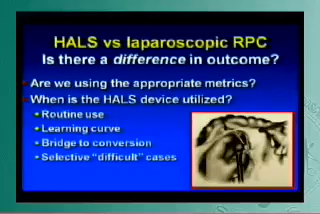 HALS vs laparoscopic RPC
Is there a difference in outcome?
Are we using the appropriate metrics?
When is the HALS device utilized?
Routine use
Learning curve
Bridge to conversion
Selective "difficult" cases